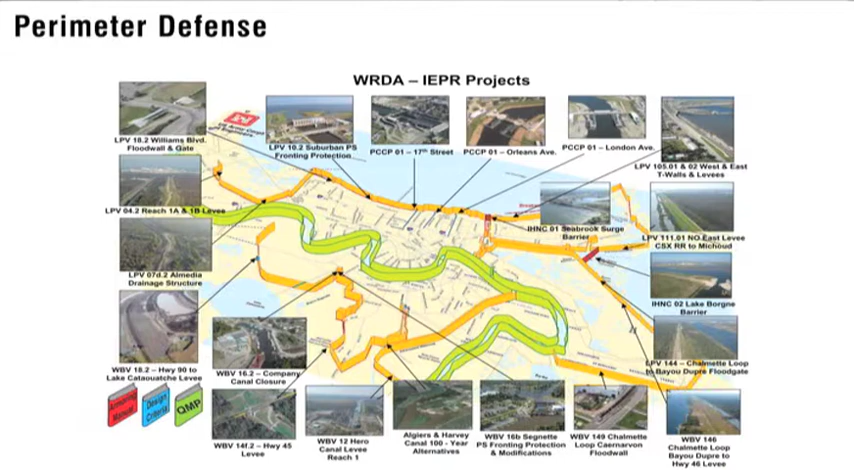 Perimeter Defense
WRDA – IEPR Projects
LPV 18.2 Williams Blvd.
Floodwall & Gate
LPV 10.2 Suburban PS
Fronting Protection
PCCP 01 – 17th Street
PCCP 01 – Orleans Ave.
PCCP 01 – London Ave.
LPV 105.01 & 02 West & East
T-Walls & Levees
LPV 04.2 Reach 1A & 1B Levee
IHNC 01 Seabrook Surge
Barrier
LPV 111.01 NO East Levee
CSX RR to Michoud
LPV 07d.2 Almedia
Drainage Structure
IHNC 02 Lake Borgne
Barrier
WBV 18.2 – Hwy 90 to
Lake Cataouatche Levee
WBV 16.2 – Company
Canal Closure
LPV 144 – Chalmette Loop
to Bayou Dupre Floodgate
Armoring
Manual
Design
Criteria
QMP
WBV 14f.2 – Hwy 45
Levee
WBV 12 Hero
Canal Levee
Reach 1
Algiers & Harvey
Canal 100 - Year
Alternatives
WBV 16b Segnette
PS Fronting Protection
& Modifications
WBV 149 Chalmette
Loop Caernarvon
Floodwall
WBV 146
Chalmette Loop
Bayou Dupre to
Hwy 46 Levee